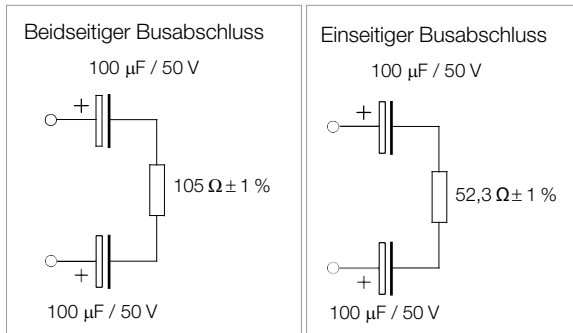 Beidseitiger Busabschluss
100 µF / 50 V
+
105 Ω ± 1 %
+
100 µF / 50 V
Einseitiger Busabschluss
100 µF / 50 V
+
52,3 Ω ± 1 %
+
100 µF / 50 V